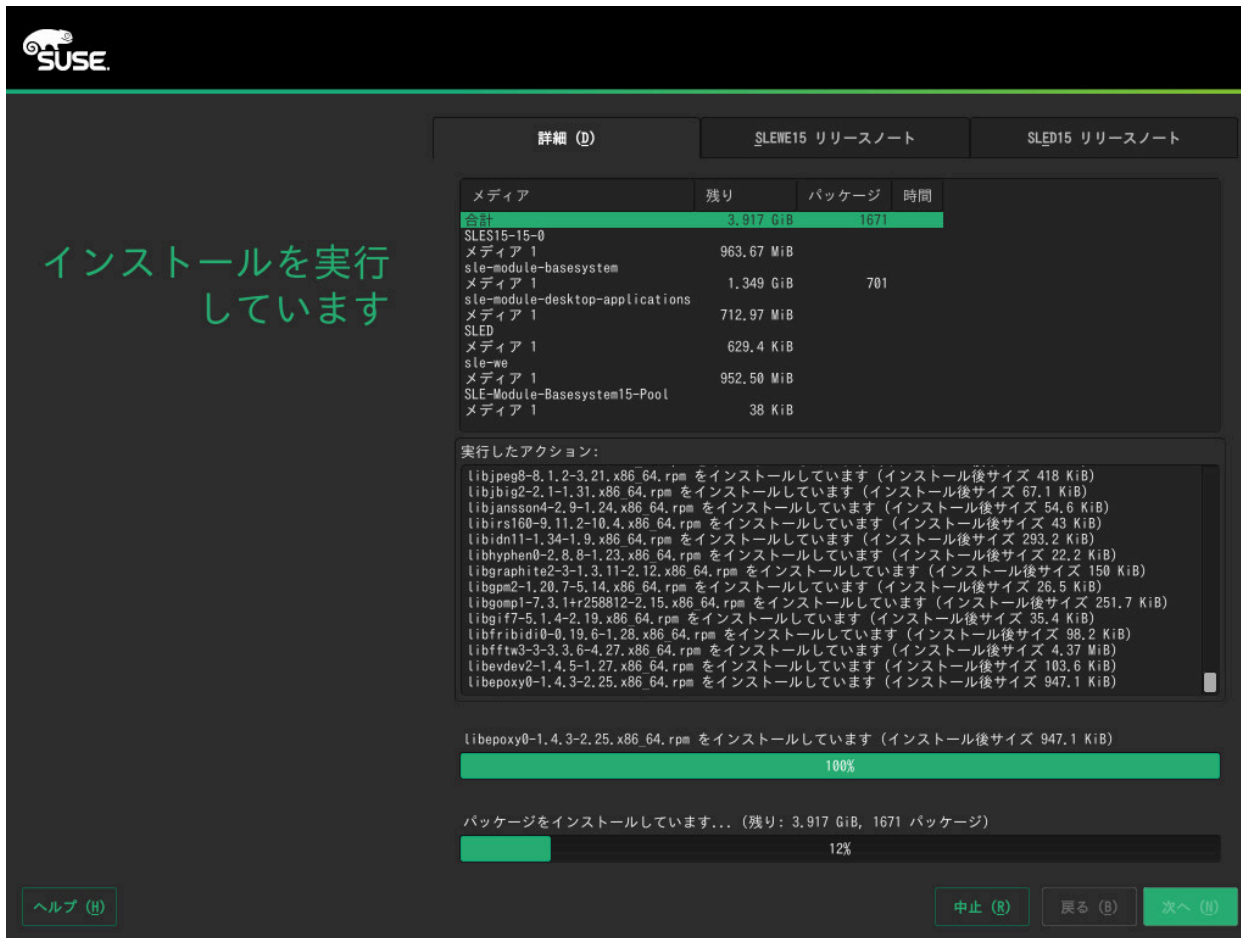 SUSE.
詳細 (D)
SLEWE15 リリースノート
SLED15 リリースノート
インストールを実行
しています
メディア 残り パッケージ 時間
合計 3.917 GiB 1671
SLES15-15-0
メディア 1 963.67 MiB
sle-module-basesystem
メディア 1 1.349 GiB 701
sle-module-desktop-applications
メディア 1 712.97 MiB
SLED
メディア 1 629.4 KiB
sle-we
メディア 1 952.50 MiB
SLE-Module-Basesystem15-Pool
メディア 1 38 KiB
実行したアクション:
libjpeg8-8.1.2-3.21.x86_64.rpm をインストールしています (インストール後サイズ 418 KiB)
libjbig2-2.1-1.31.x86_64.rpm をインストールしています (インストール後サイズ 67.1 KiB)
libjansson4-2.9-1.24.x86_64.rpm をインストールしています (インストール後サイズ 54.6 KiB)
libirs160-9.11.2-10.4.x86_64.rpm をインストールしています (インストール後サイズ 43 KiB)
libidn11-1.34-1.9.x86_64.rpm をインストールしています (インストール後サイズ 293.2 KiB)
libhyphen0-2.8.8-1.23.x86_64.rpm をインストールしています (インストール後サイズ 22.2 KiB)
libgraphite2-3-1.3.11-2.12.x86_64.rpm をインストールしています (インストール後サイズ 150 KiB)
libgpm2-1.20.7-5.14.x86_64.rpm をインストールしています (インストール後サイズ 26.5 KiB)
libgomp1-7.3.1+r258812-2.15.x86_64.rpm をインストールしています (インストール後サイズ 251.7 KiB)
libgif7-5.1.4-2.19.x86_64.rpm をインストールしています (インストール後サイズ 35.4 KiB)
libfribidi0-0.19.6-1.28.x86_64.rpm をインストールしています (インストール後サイズ 98.2 KiB)
libfftw3-3-3.3.6-4.27.x86_64.rpm をインストールしています (インストール後サイズ 4.37 MiB)
libevdev2-1.4.5-1.27.x86_64.rpm をインストールしています (インストール後サイズ 103.6 KiB)
libepoxy0-1.4.3-2.25.x86_64.rpm をインストールしています (インストール後サイズ 947.1 KiB)
libepoxy0-1.4.3-2.25.x86_64.rpm をインストールしています (インストール後サイズ 947.1 KiB)
100%
パッケージをインストールしています... (残り: 3.917 GiB, 1671 パッケージ)
12%
ヘルプ (H)
中止 (R)
戻る (B)
次へ (N)